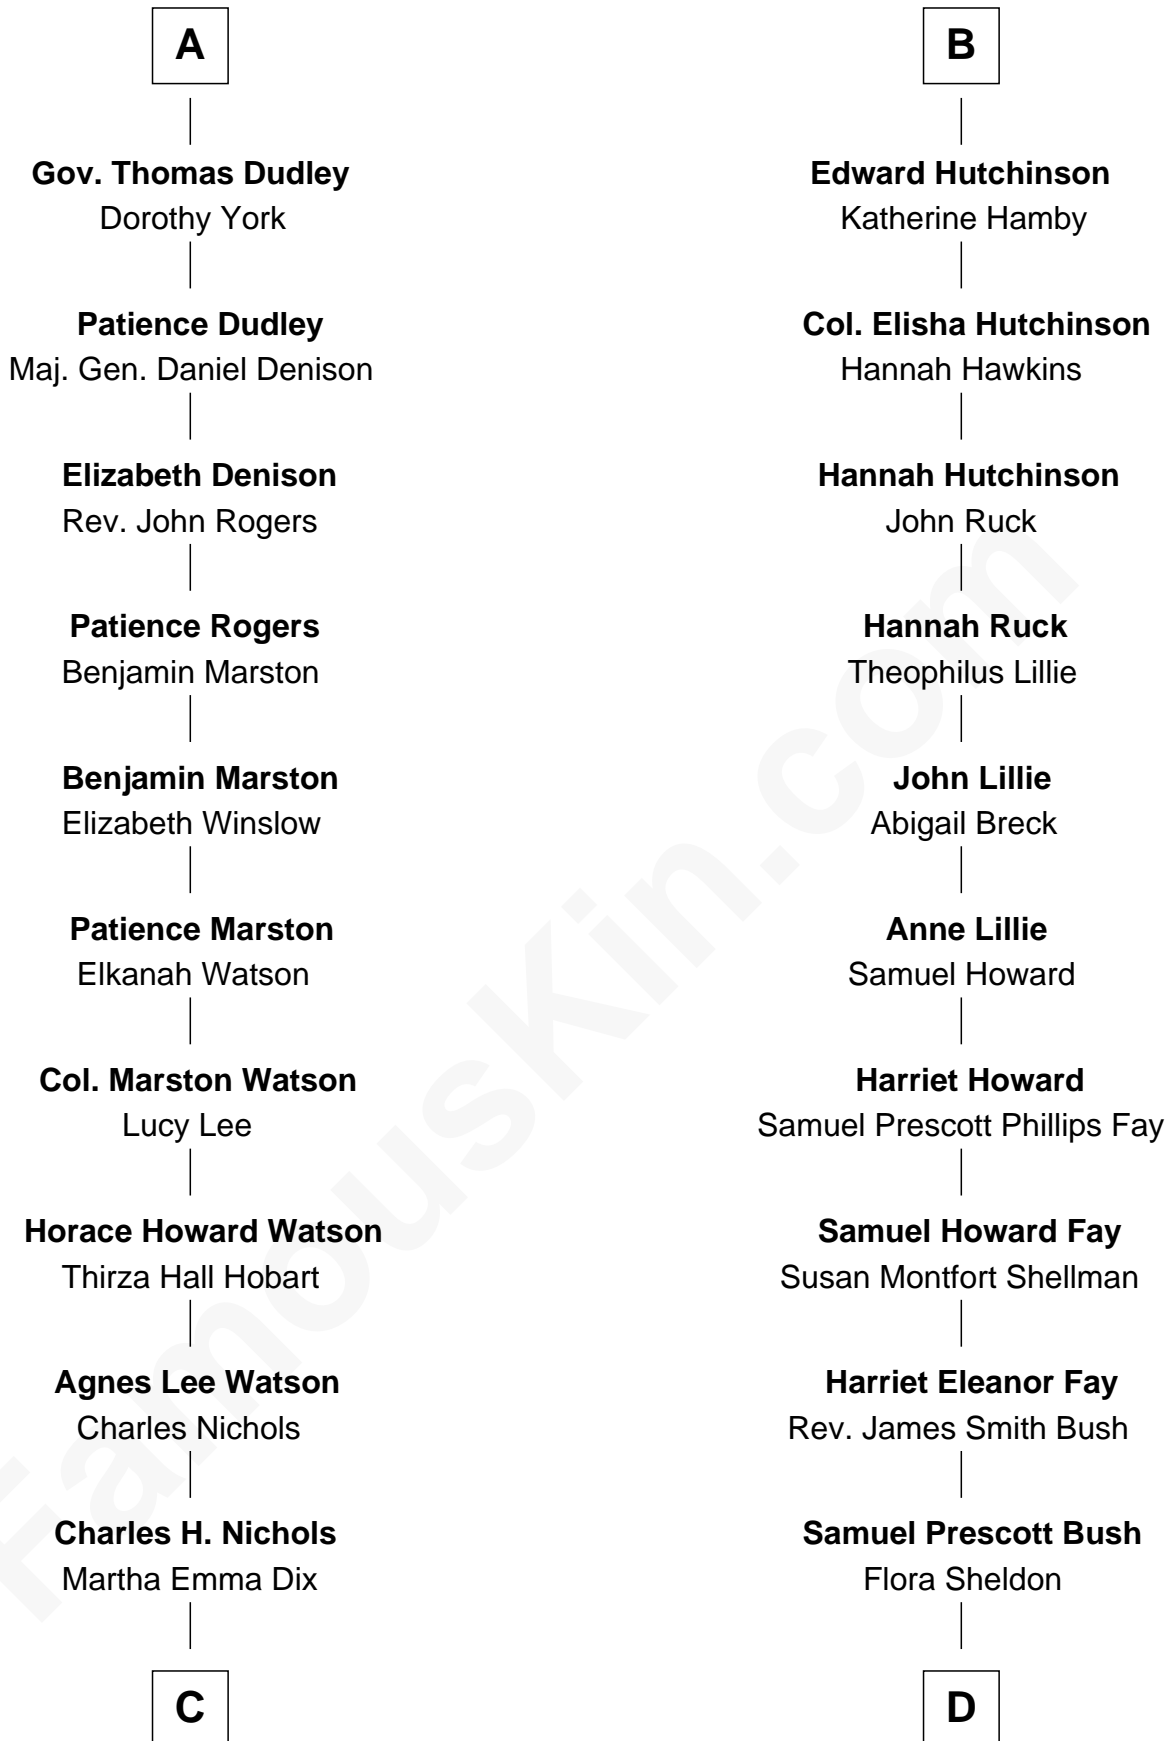 A
Gov. Thomas Dudley
Dorothy York
Patience Dudley
Maj. Gen. Daniel Denison
Elizabeth Denison
Rev. John Rogers
Patience Rogers
Benjamin Marston
Benjamin Marston
Elizabeth Winslow
Patience Marston
Elkanah Watson
Col. Marston Watson
Lucy Lee
Horace Howard Watson
Thirza Hall Hobart
Agnes Lee Watson
Charles Nichols
Charles H. Nichols
Martha Emma Dix
C
B
Edward Hutchinson
Katherine Hamby
Col. Elisha Hutchinson
Hannah Hawkins
Hannah Hutchinson
John Ruck
Hannah Ruck
Theophilus Lillie
John Lillie
Abigail Breck
Anne Lillie
Samuel Howard
Harriet Howard
Samuel Prescott Phillips Fay
Samuel Howard Fay
Susan Montfort Shellman
Harriet Eleanor Fay
Rev. James Smith Bush
Samuel Prescott Bush
Flora Sheldon
D
FamousKin.com